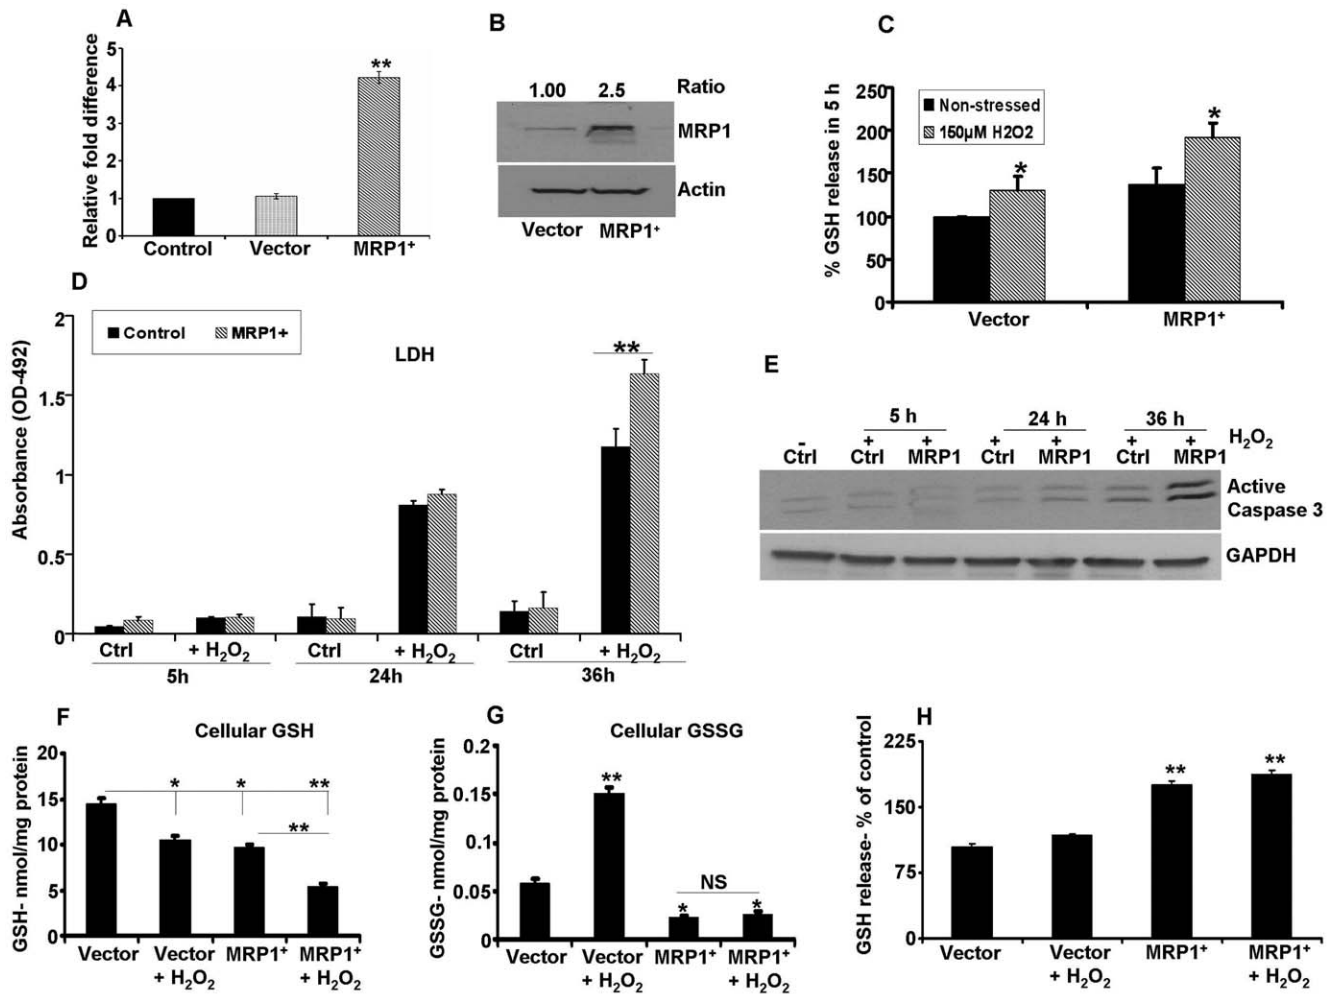 A
Relative fold difference
5
4
3
2
1
0
**
Control
Vector
MRP1⁺
B
1.00
2.5
Ratio
MRP1
Actin
Vector
MRP1⁺
C
% GSH release in 5 h
250
200
150
100
50
0
Non-stressed
150µM H2O2
*
*
Vector
MRP1⁺
D
Absorbance (OD-492)
2
1.5
1
0.5
0
Control
MRP1+
LDH
**
Ctrl
+ H₂O₂
Ctrl
+ H₂O₂
Ctrl
+ H₂O₂
5h
24h
36h
E
5 h
24 h
36 h
- + + + + + + H₂O₂
Ctrl Ctrl MRP1 Ctrl MRP1 Ctrl MRP1
Active
Caspase 3
GAPDH
F
Cellular GSH
GSH- nmol/mg protein
20
15
10
5
0
* * **
**
Vector
Vector
+ H₂O₂
MRP1⁺
MRP1⁺
+ H₂O₂
G
Cellular GSSG
GSSG- nmol/mg protein
0.2
0.15
0.1
0.05
0
**
NS
* *
Vector
Vector
+ H₂O₂
MRP1⁺
MRP1⁺
+ H₂O₂
H
GSH release- % of control
225
150
75
0
** **
Vector
Vector
+ H₂O₂
MRP1⁺
MRP1⁺
+ H₂O₂